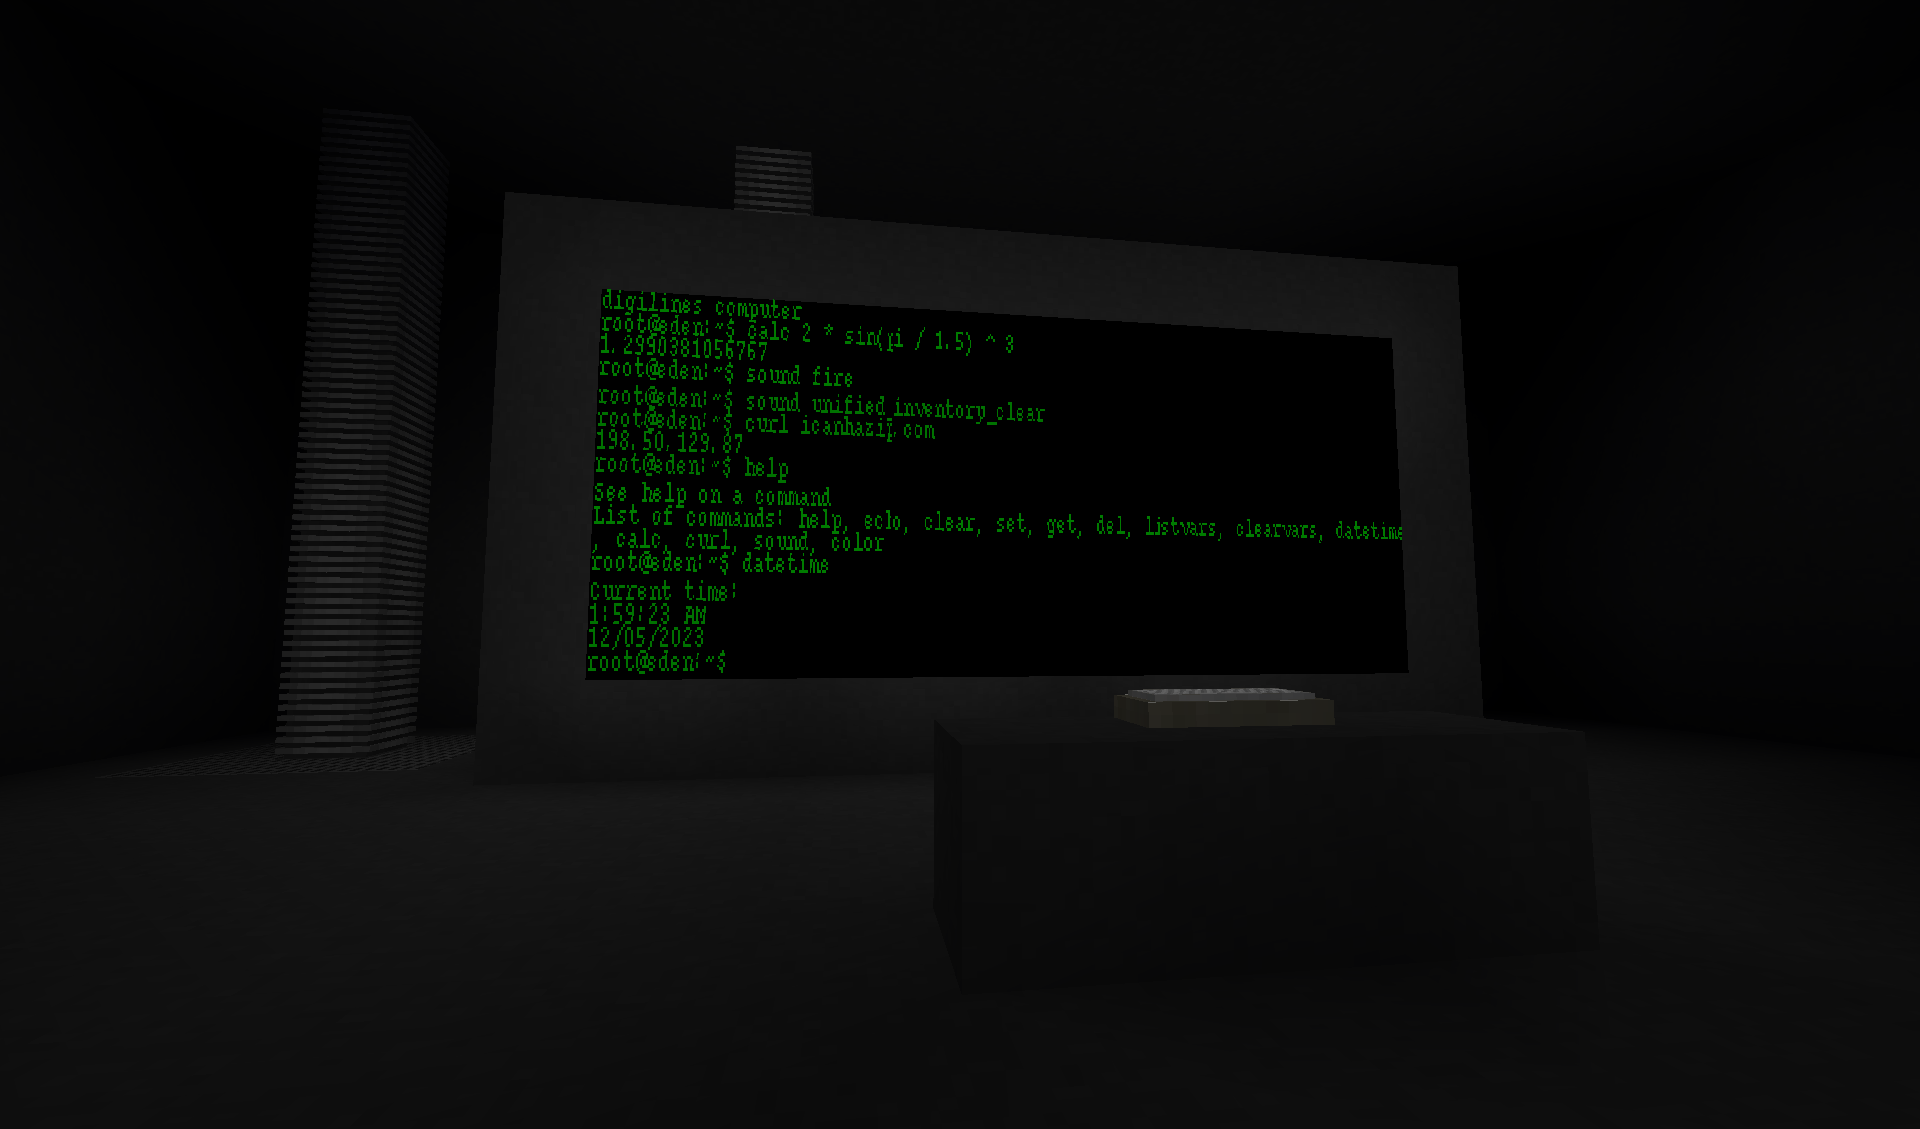 digilines computer
root@eden:~$ calc 2 * sin(pi / 1.5) ^ 3
1.2990381056767
root@eden:~$ sound fire
root@eden:~$ sound unified_inventory_clear
root@eden:~$ curl icanhazip.com
198.50.129.87
root@eden:~$ help
See help on a command
List of commands: help, echo, clear, set, get, del, listvars, clearvars, datetime
, calc, curl, sound, color
root@eden:~$ datetime
Current time:
1:59:23 AM
12/05/2023
root@eden:~$